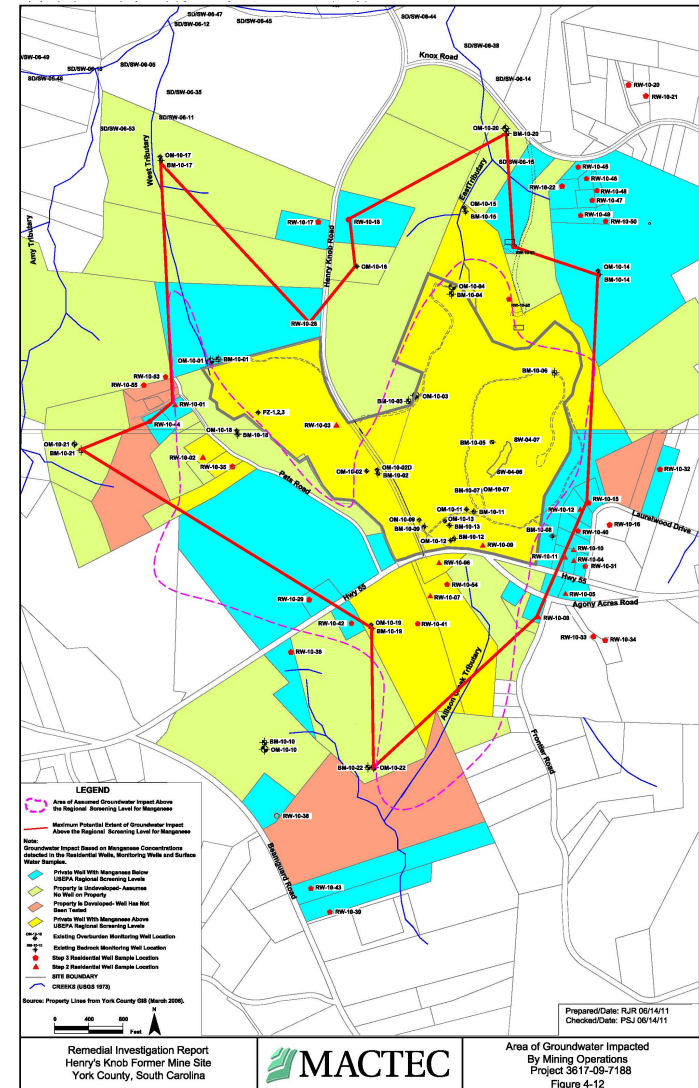 SD/SW-06-47
SD/SW-06-12
SD/SW-06-45
SD/SW-06-44
SD/SW-06-38
SD/SW-06-49
SD/SW-06-05
Knox Road
SD/SW-06-14
SD/SW-06-35
SD/SW-06-11
SD/SW-06-53
RW-10-20
RW-10-21
OM-10-20
BM-10-20
OM-10-17
BM-10-17
West Tributary
SD/SW-06-15
East Tributary
RW-10-45
RW-10-46
RW-10-22
RW-10-48
RW-10-47
RW-10-49
RW-10-50
OM-10-15
BM-10-15
RW-10-17
RW-10-18
Amy Tributary
Henry Knob Road
OM-10-16
OM-10-14
BM-10-14
OM-10-04
BM-10-04
RW-10-26
OM-10-01
BM-10-01
RW-10-53
RW-10-55
BM-10-06
BM-10-03
OM-10-03
RW-10-01
PZ-1,2,3
RW-10-44
OM-10-18
BM-10-18
RW-10-03
OM-10-21
BM-10-21
BM-10-05
SW-04-07
RW-10-02
RW-10-35
OM-10-02
OM-10-02D
BM-10-02
SW-04-06
RW-10-32
Pata Road
BM-10-07
OM-10-07
RW-10-15
RW-10-12
Laurelwood Drive
OM-10-11
BM-10-11
OM-10-09
BM-10-09
OM-10-13
BM-10-13
RW-10-16
RW-10-40
OM-10-12
BM-10-12
BM-10-08
RW-10-09
RW-10-10
RW-10-11
RW-10-04
RW-10-31
RW-10-06
Hwy 55
Hwy 55
RW-10-54
RW-10-07
RW-10-05
Agony Acres Road
RW-10-29
RW-10-42
OM-10-19
BM-10-19
RW-10-41
RW-10-08
RW-10-33
RW-10-34
Allison Creek Tributary
Frontier Road
BM-10-10
OM-10-10
BM-10-22
OM-10-22
RW-10-38
Beamguard Road
RW-10-43
RW-10-39
LEGEND
Area of Assumed Groundwater Impact Above
the Regional Screening Level for Manganese
Maximum Potential Extent of Groundwater Impact
Above the Regional Screening Level for Manganese
Note:
Groundwater Impact Based on Manganese Concentrations
detected in the Residential Wells, Monitoring Wells and Surface
Water Samples.
Private Well With Manganese Below
USEPA Regional Screening Levels
Property is Undeveloped- Assumes
No Well on Property
Property is Developed- Well Has Not
Been Tested
Private Well With Manganese Above
USEPA Regional Screening Levels
Existing Overburden Monitoring Well Location
Existing Bedrock Monitoring Well Location
Step 3 Residential Well Sample Location
Step 2 Residential Well Sample Location
SITE BOUNDARY
CREEKS (USGS 1973)
Source: Property Lines from York County GIS (March 2006).
N
0 400 800
Feet
Prepared/Date: RJR 06/14/11
Checked/Date: PSJ 06/14/11
Remedial Investigation Report
Henry's Knob Former Mine Site
York County, South Carolina
MACTEC
Area of Groundwater Impacted
By Mining Operations
Project 3617-09-7188
Figure 4-12